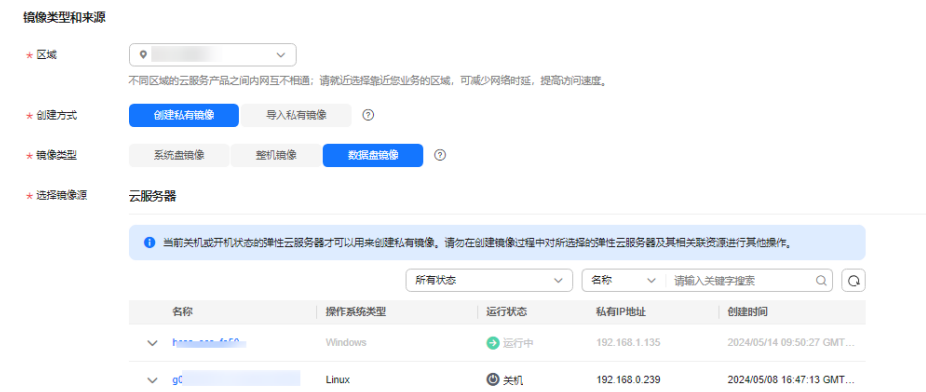 镜像类型和来源
* 区域
不同区域的云服务产品之间内网互不相通；请就近选择靠近您业务的区域，可减少网络时延，提高访问速度。
* 创建方式 创建私有镜像 导入私有镜像
* 镜像类型 系统盘镜像 整机镜像 数据盘镜像
* 选择镜像源 云服务器
当前关机或开机状态的弹性云服务器才可以用来创建私有镜像。请勿在创建镜像过程中对所选择的弹性云服务器及其相关联资源进行其他操作。
所有状态 名称 请输入关键字搜索
名称 操作系统类型 运行状态 私有IP地址 创建时间
Windows 运行中 192.168.1.135 2024/05/14 09:50:27 GMT...
Linux 关机 192.168.0.239 2024/05/08 16:47:13 GMT...